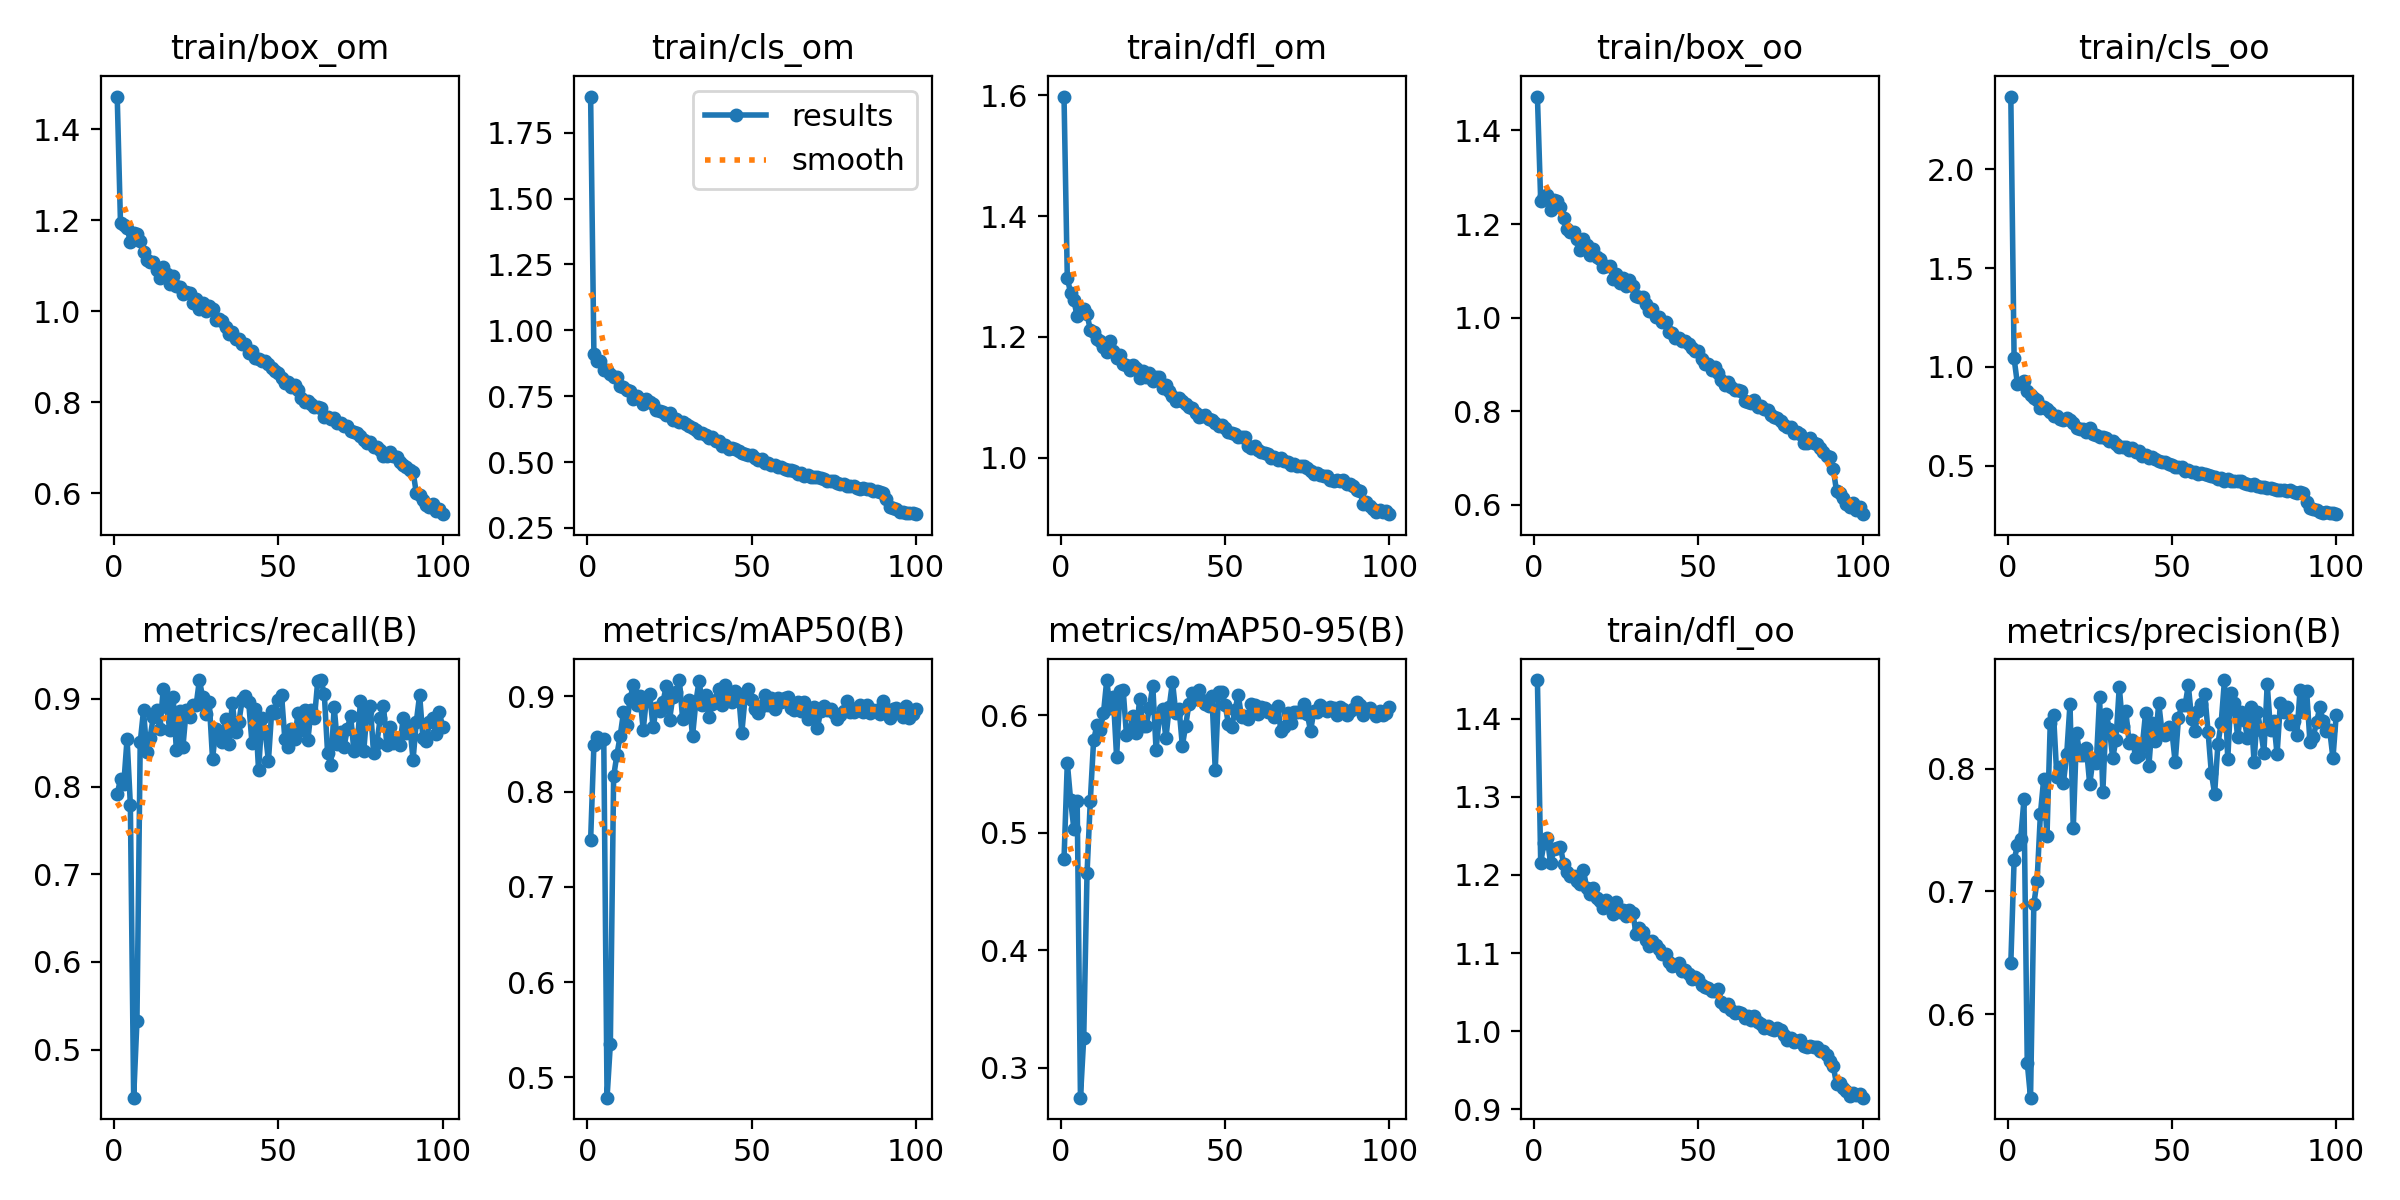 train/box_om
1.4
1.2
1.0
0.8
0.6
0 50 100
train/cls_om
results
smooth
1.75
1.50
1.25
1.00
0.75
0.50
0.25
0 50 100
train/dfl_om
1.6
1.4
1.2
1.0
0 50 100
train/box_oo
1.4
1.2
1.0
0.8
0.6
0 50 100
train/cls_oo
2.0
1.5
1.0
0.5
0 50 100
metrics/recall(B)
0.9
0.8
0.7
0.6
0.5
0 50 100
metrics/mAP50(B)
0.9
0.8
0.7
0.6
0.5
0 50 100
metrics/mAP50-95(B)
0.6
0.5
0.4
0.3
0 50 100
train/dfl_oo
1.4
1.3
1.2
1.1
1.0
0.9
0 50 100
metrics/precision(B)
0.8
0.7
0.6
0 50 100